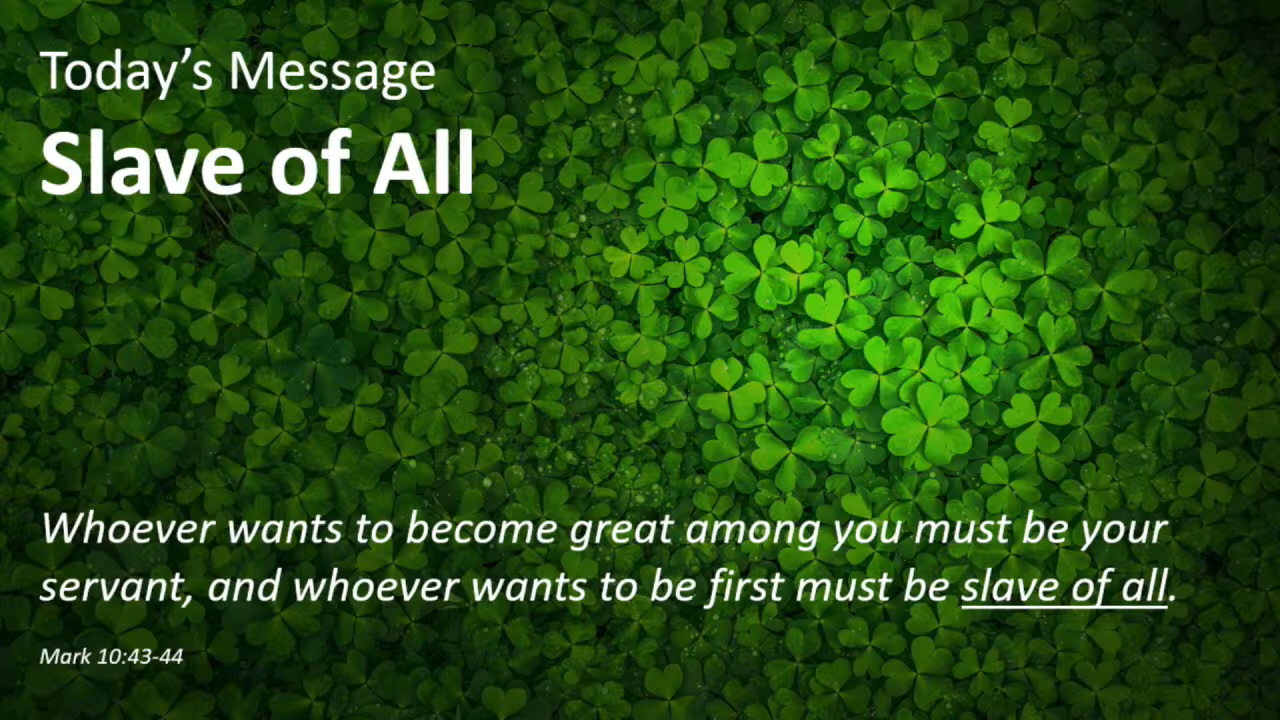 Today’s Message
Slave of All
Whoever wants to become great among you must be your
servant, and whoever wants to be first must be slave of all.
Mark 10:43-44